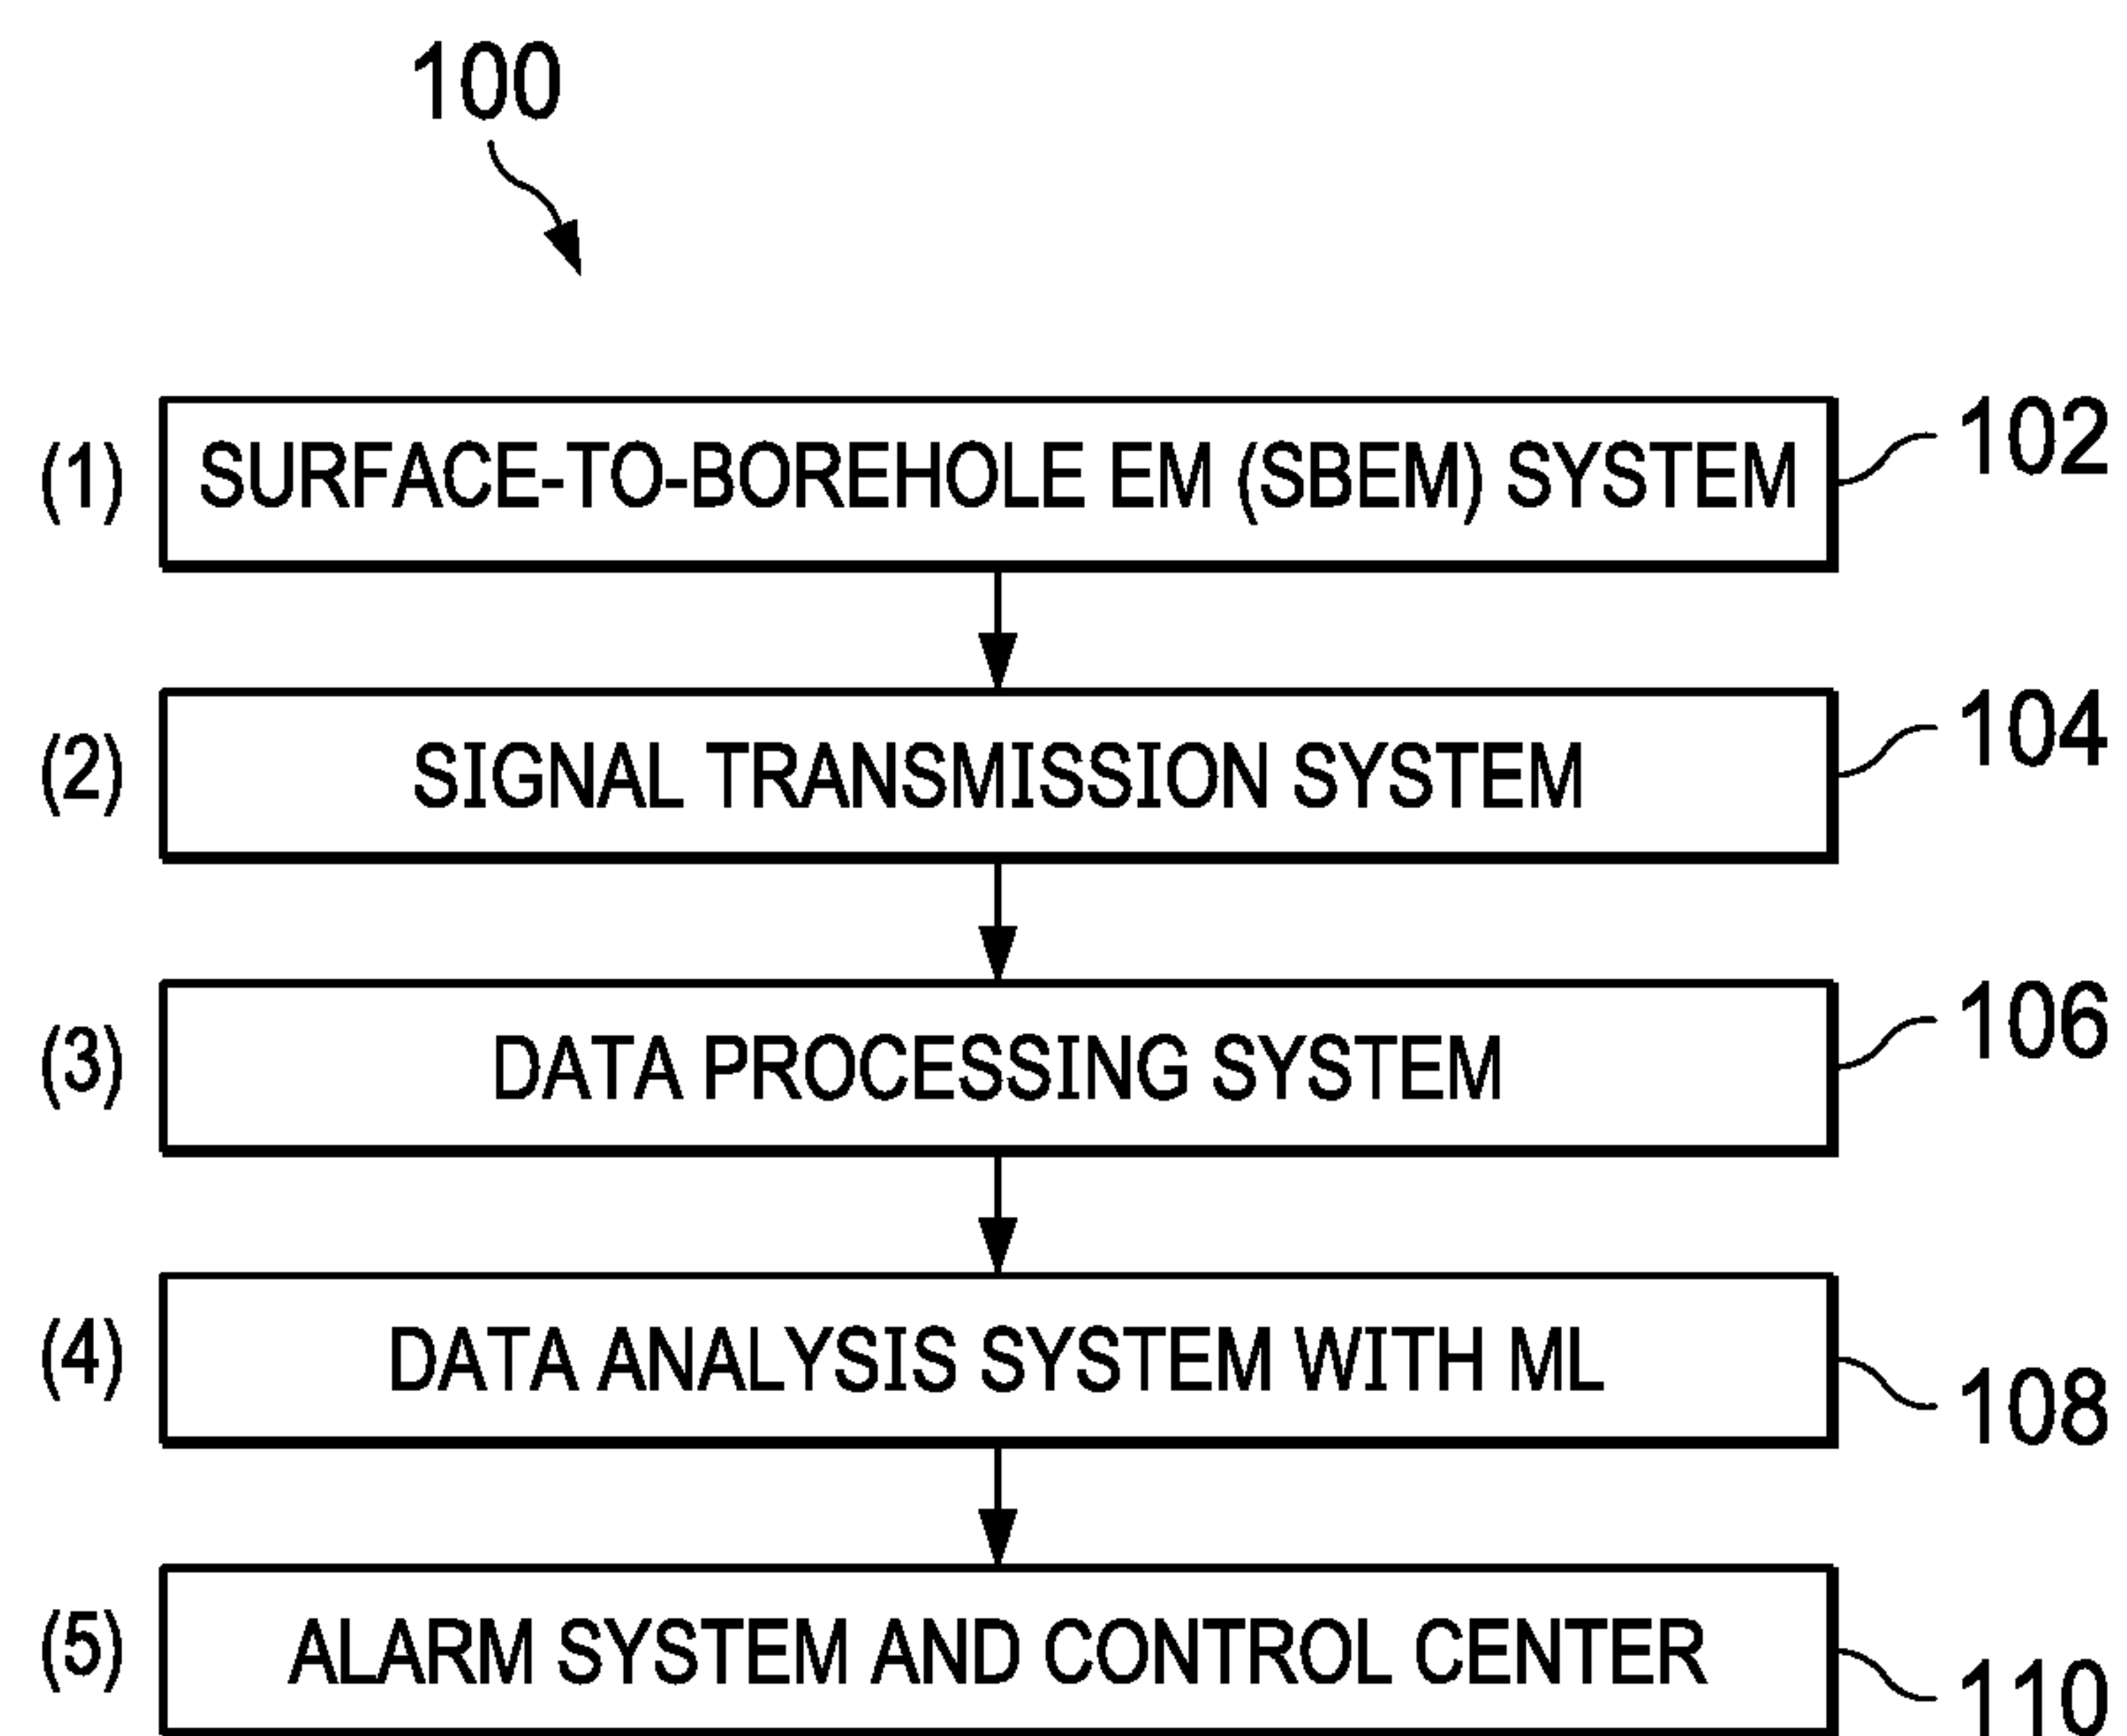 100
(1) SURFACE-TO-BOREHOLE EM (SBEM) SYSTEM 102
(2) SIGNAL TRANSMISSION SYSTEM 104
(3) DATA PROCESSING SYSTEM 106
(4) DATA ANALYSIS SYSTEM WITH ML 108
(5) ALARM SYSTEM AND CONTROL CENTER 110